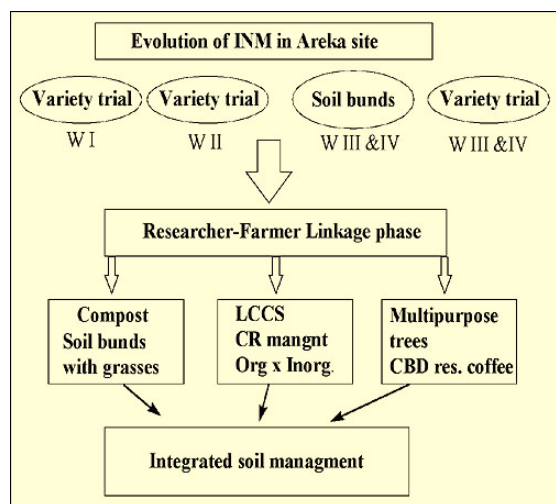 Evolution of INM in Areka site
Variety trial
Variety trial
Soil bunds
Variety trial
W I
W II
W III &IV
W III &IV
Researcher-Farmer Linkage phase
Compost
Soil bunds
with grasses
LCCS
CR mangnt
Org x Inorg.
Multipurpose
trees
CBD res. coffee
Integrated soil managment